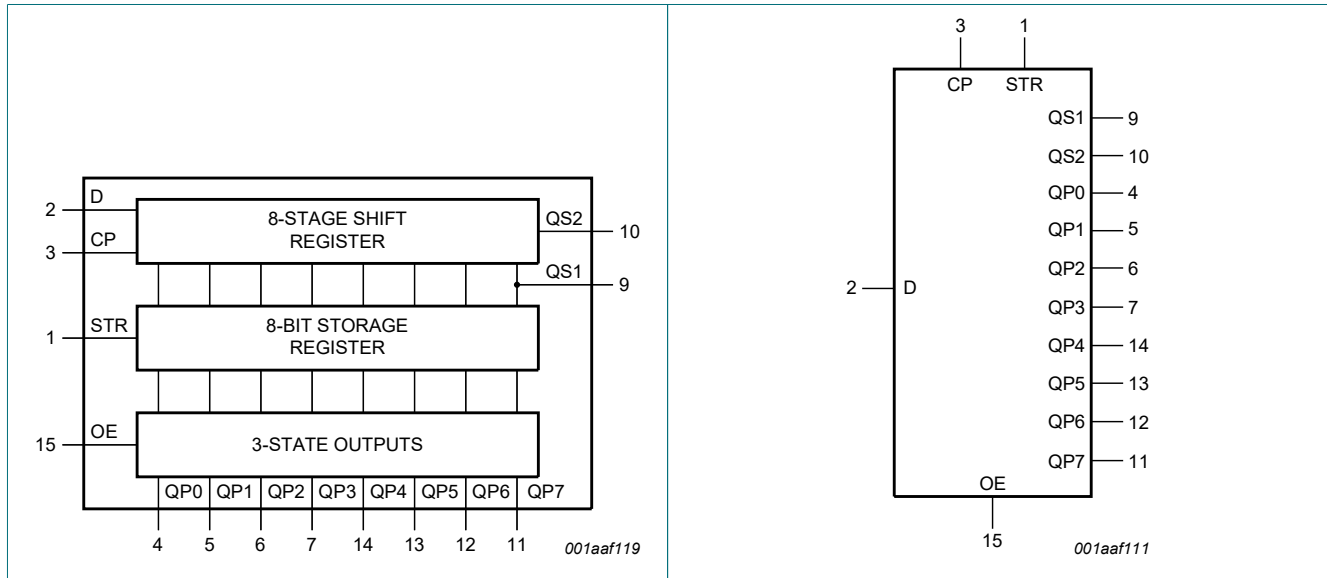 D
2
8-STAGE SHIFT
REGISTER
QS2
10
CP
3
QS1
9
STR
1
8-BIT STORAGE
REGISTER
OE
15
3-STATE OUTPUTS
QP0 QP1 QP2 QP3 QP4 QP5 QP6 QP7
4 5 6 7 14 13 12 11
001aaf119
3 1
CP STR
QS1 9
QS2 10
QP0 4
QP1 5
QP2 6
2 D
QP3 7
QP4 14
QP5 13
QP6 12
QP7 11
OE
15
001aaf111